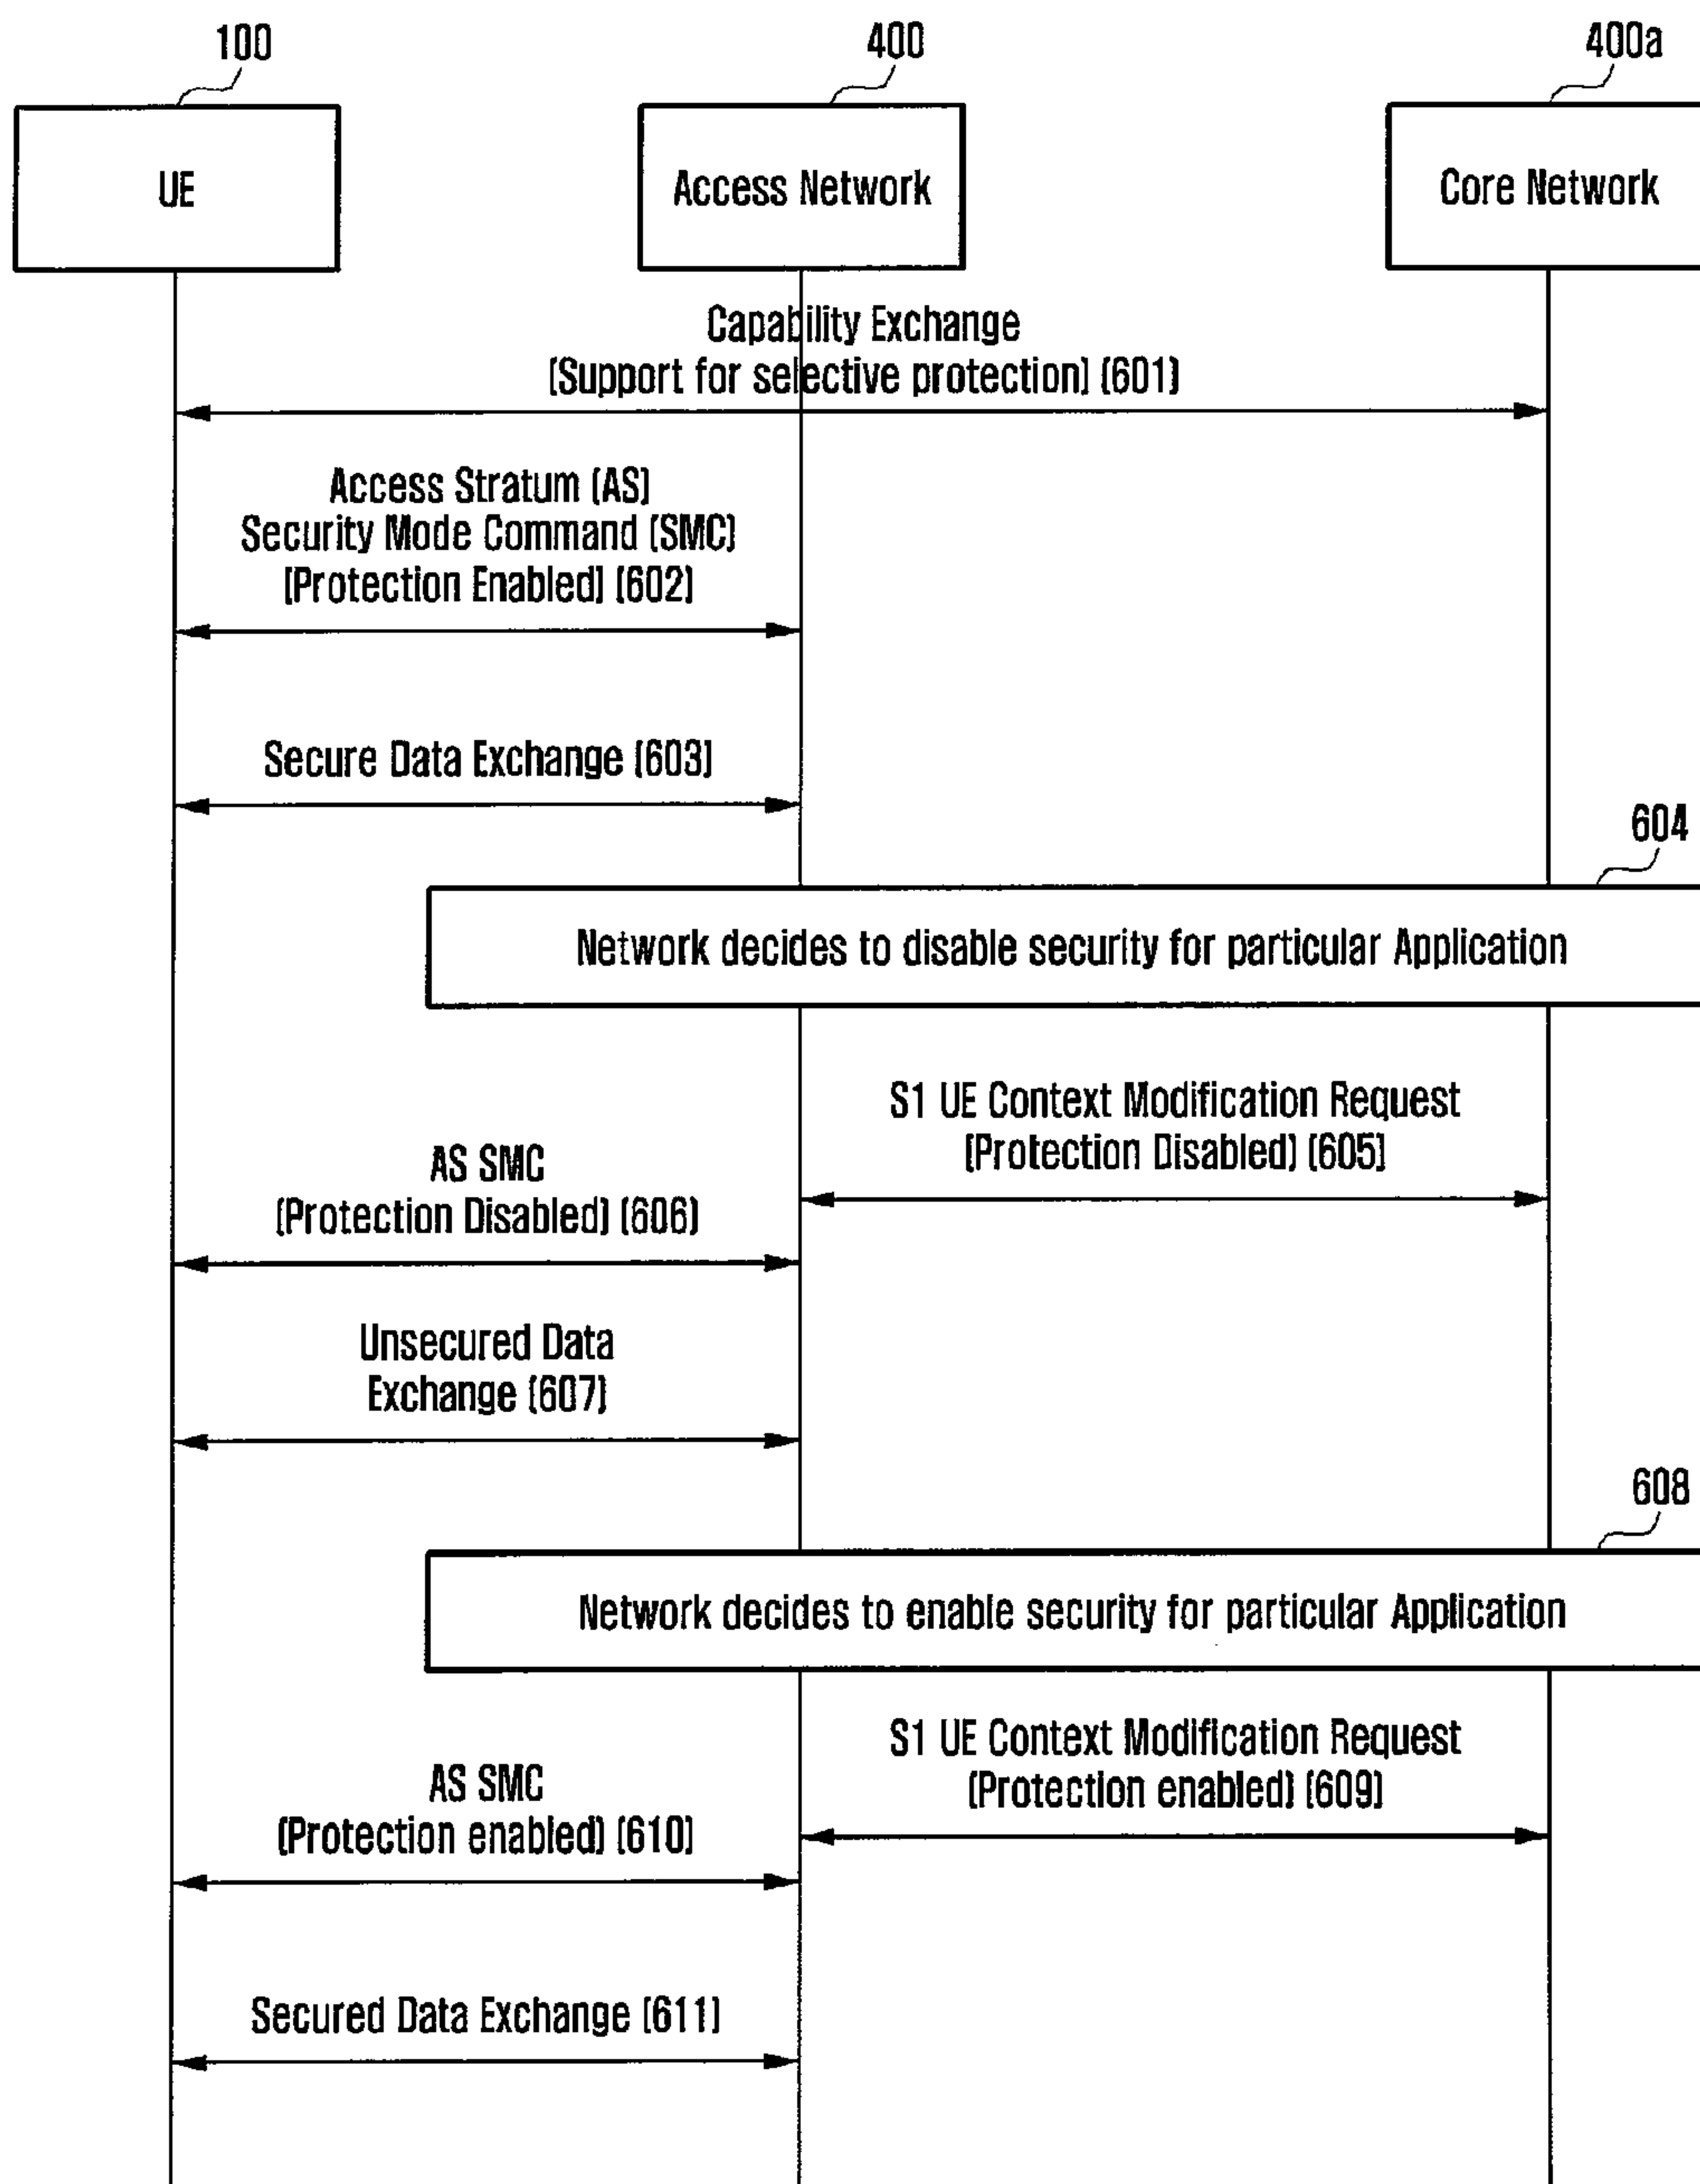 100
400
400a
UE
Access Network
Core Network
Capability Exchange
[Support for selective protection] (601)
Access Stratum (AS)
Security Mode Command (SMC)
[Protection Enabled] (602)
Secure Data Exchange (603)
604
Network decides to disable security for particular Application
S1 UE Context Modification Request
[Protection Disabled] (605)
AS SMC
[Protection Disabled] (606)
Unsecured Data
Exchange (607)
608
Network decides to enable security for particular Application
S1 UE Context Modification Request
[Protection enabled] (609)
AS SMC
[Protection enabled] (610)
Secured Data Exchange (611)